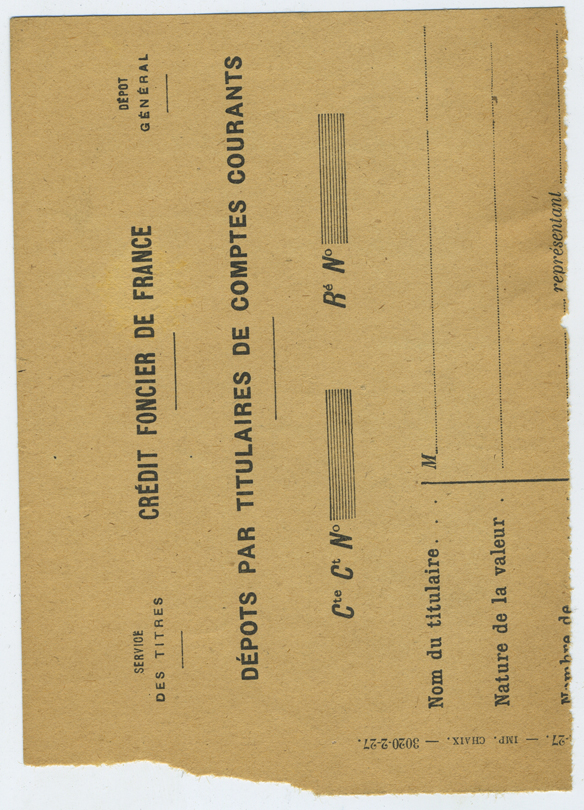 SERVICE
DES TITRES
CRÉDIT FONCIER DE FRANCE
DÉPOT
GÉNÉRAL
DÉPOTS PAR TITULAIRES DE COMPTES COURANTS
Cte Ct No
Ré No
Nom du titulaire . . .
M
Nature de la valeur .
Nombre de
représentant
-27. — IMP. CHAIX. — 3020-2-27.